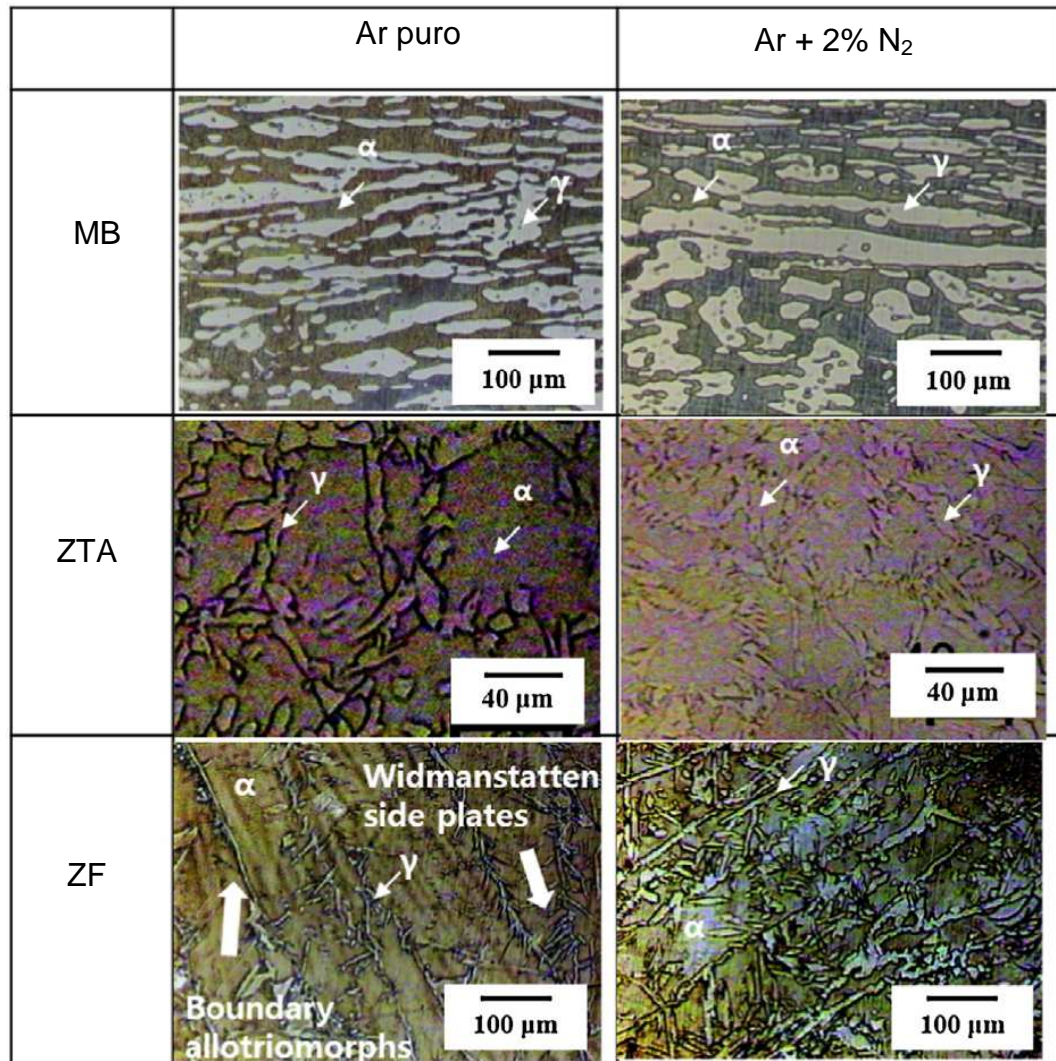 Ar puro
Ar + 2% N₂
MB
α
γ
100 µm
α
γ
100 µm
ZTA
γ
α
40 µm
α
γ
40 µm
ZF
α
Widmanstatten
side plates
γ
Boundary
allotriomorphs
100 µm
γ
α
100 µm